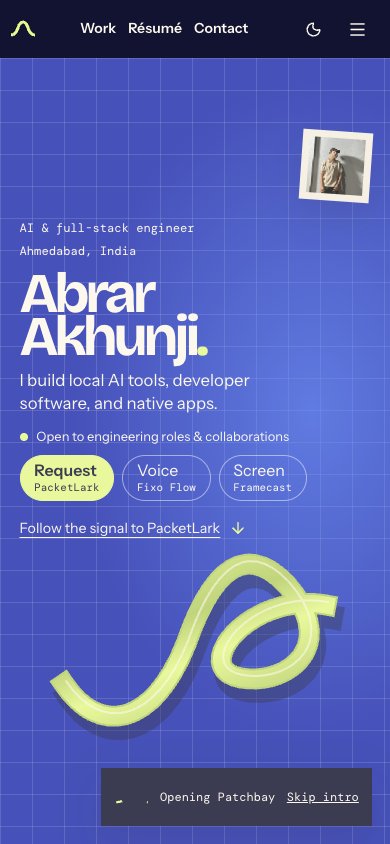 Work Résumé Contact
AI & full-stack engineer
Ahmedabad, India
Abrar
Akhunji.
I build local AI tools, developer
software, and native apps.
Open to engineering roles & collaborations
Request Voice Screen
PacketLark Fixo Flow Framecast
Follow the signal to PacketLark ↓
Opening Patchbay Skip intro